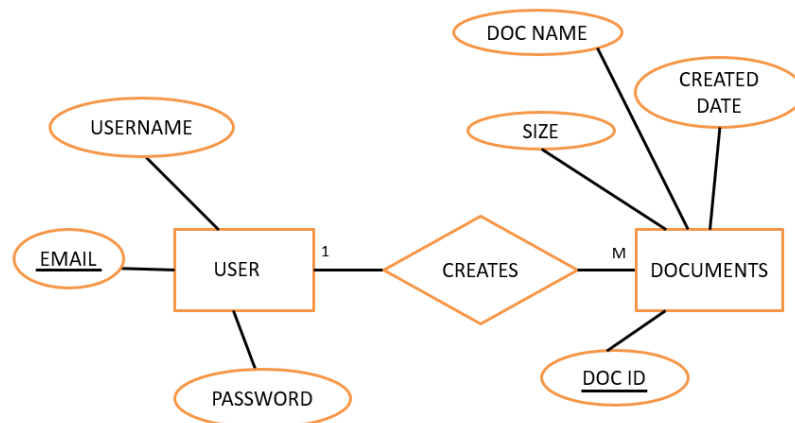 DOC NAME
CREATED
DATE
USERNAME
SIZE
EMAIL
USER
1
CREATES
M
DOCUMENTS
DOC ID
PASSWORD